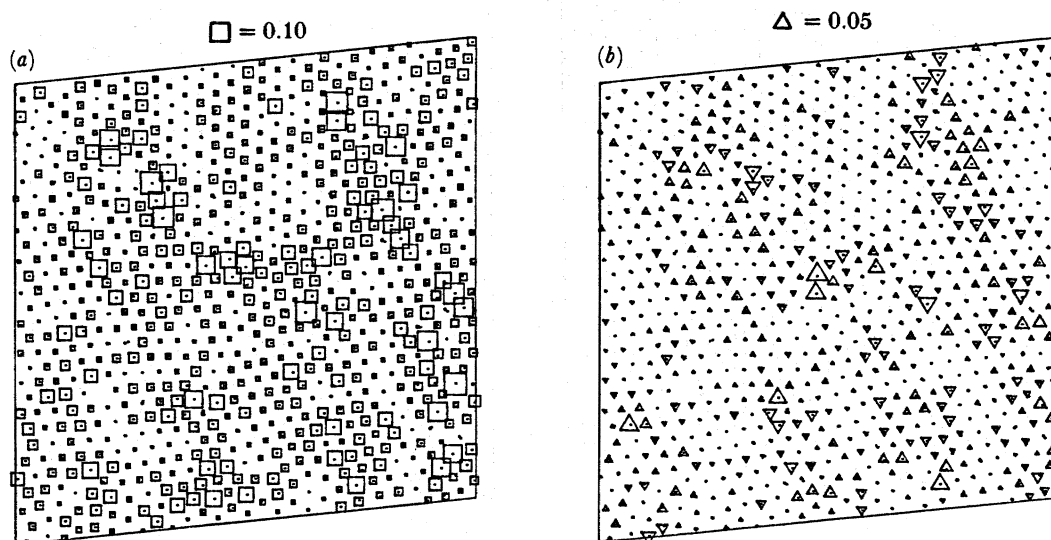 □ = 0.10
△ = 0.05
(a)
(b)